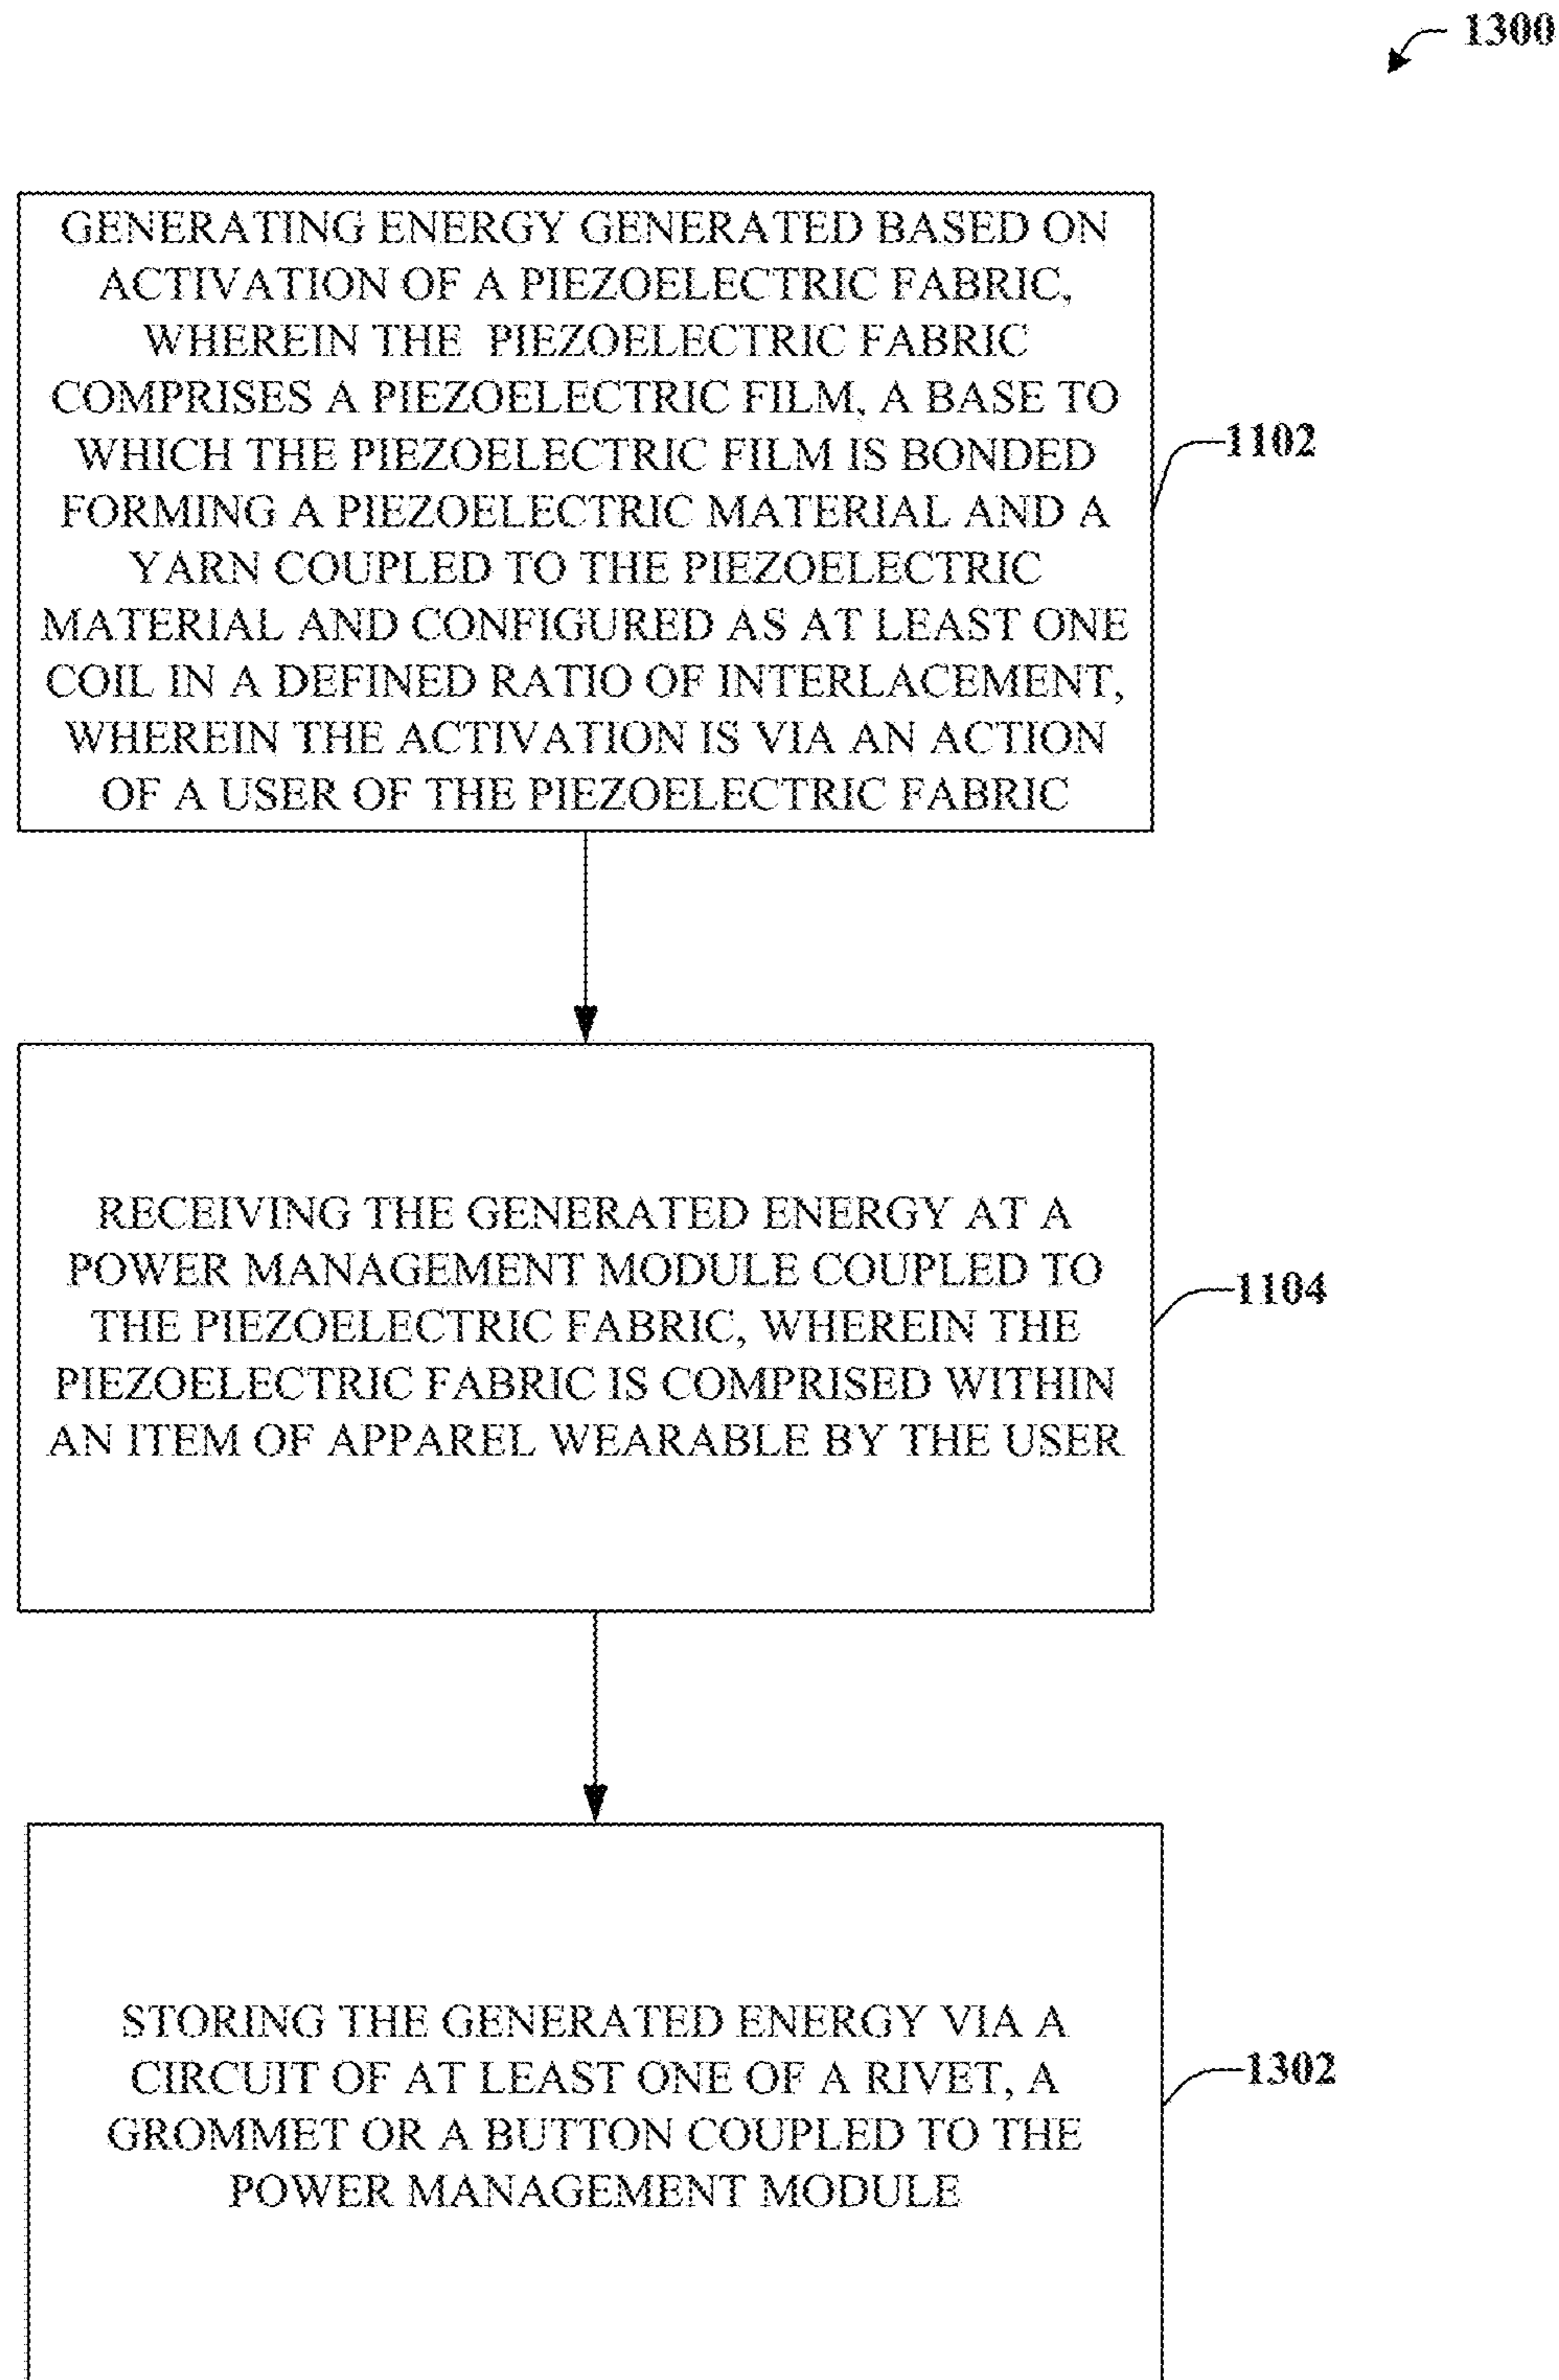 1300
GENERATING ENERGY GENERATED BASED ON
ACTIVATION OF A PIEZOELECTRIC FABRIC,
WHEREIN THE PIEZOELECTRIC FABRIC
COMPRISES A PIEZOELECTRIC FILM, A BASE TO
WHICH THE PIEZOELECTRIC FILM IS BONDED
FORMING A PIEZOELECTRIC MATERIAL AND A
YARN COUPLED TO THE PIEZOELECTRIC
MATERIAL AND CONFIGURED AS AT LEAST ONE
COIL IN A DEFINED RATIO OF INTERLACEMENT,
WHEREIN THE ACTIVATION IS VIA AN ACTION
OF A USER OF THE PIEZOELECTRIC FABRIC
1102
RECEIVING THE GENERATED ENERGY AT A
POWER MANAGEMENT MODULE COUPLED TO
THE PIEZOELECTRIC FABRIC, WHEREIN THE
PIEZOELECTRIC FABRIC IS COMPRISED WITHIN
AN ITEM OF APPAREL WEARABLE BY THE USER
1104
STORING THE GENERATED ENERGY VIA A
CIRCUIT OF AT LEAST ONE OF A RIVET, A
GROMMET OR A BUTTON COUPLED TO THE
POWER MANAGEMENT MODULE
1302